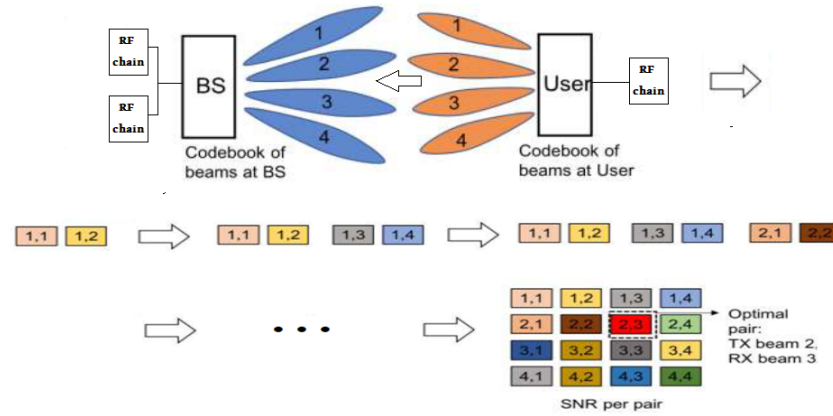 RF
chain
RF
chain
BS
1
2
3
4
Codebook of
beams at BS
1
2
3
4
User
RF
chain
Codebook of
beams at User
1,1 1,2
1,1 1,2 1,3 1,4
1,1 1,2 1,3 1,4 2,1 2,2
• • •
1,1 1,2 1,3 1,4
2,1 2,2 2,3 2,4
3,1 3,2 3,3 3,4
4,1 4,2 4,3 4,4
SNR per pair
Optimal
pair:
TX beam 2,
RX beam 3